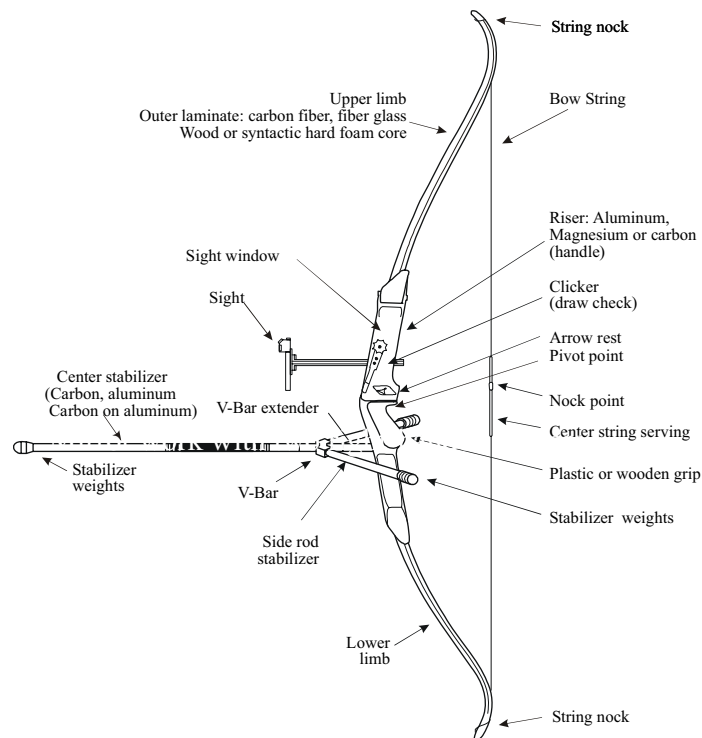 String nock
Upper limb
Outer laminate: carbon fiber, fiber glass
Wood or syntactic hard foam core
Bow String
Riser: Aluminum,
Magnesium or carbon
(handle)
Sight window
Clicker
(draw check)
Sight
Arrow rest
Pivot point
Center stabilizer
(Carbon, aluminum
Carbon on aluminum)
V-Bar extender
Nock point
Center string serving
Stabilizer
weights
V-Bar
Plastic or wooden grip
Side rod
stabilizer
Stabilizer weights
Lower
limb
String nock